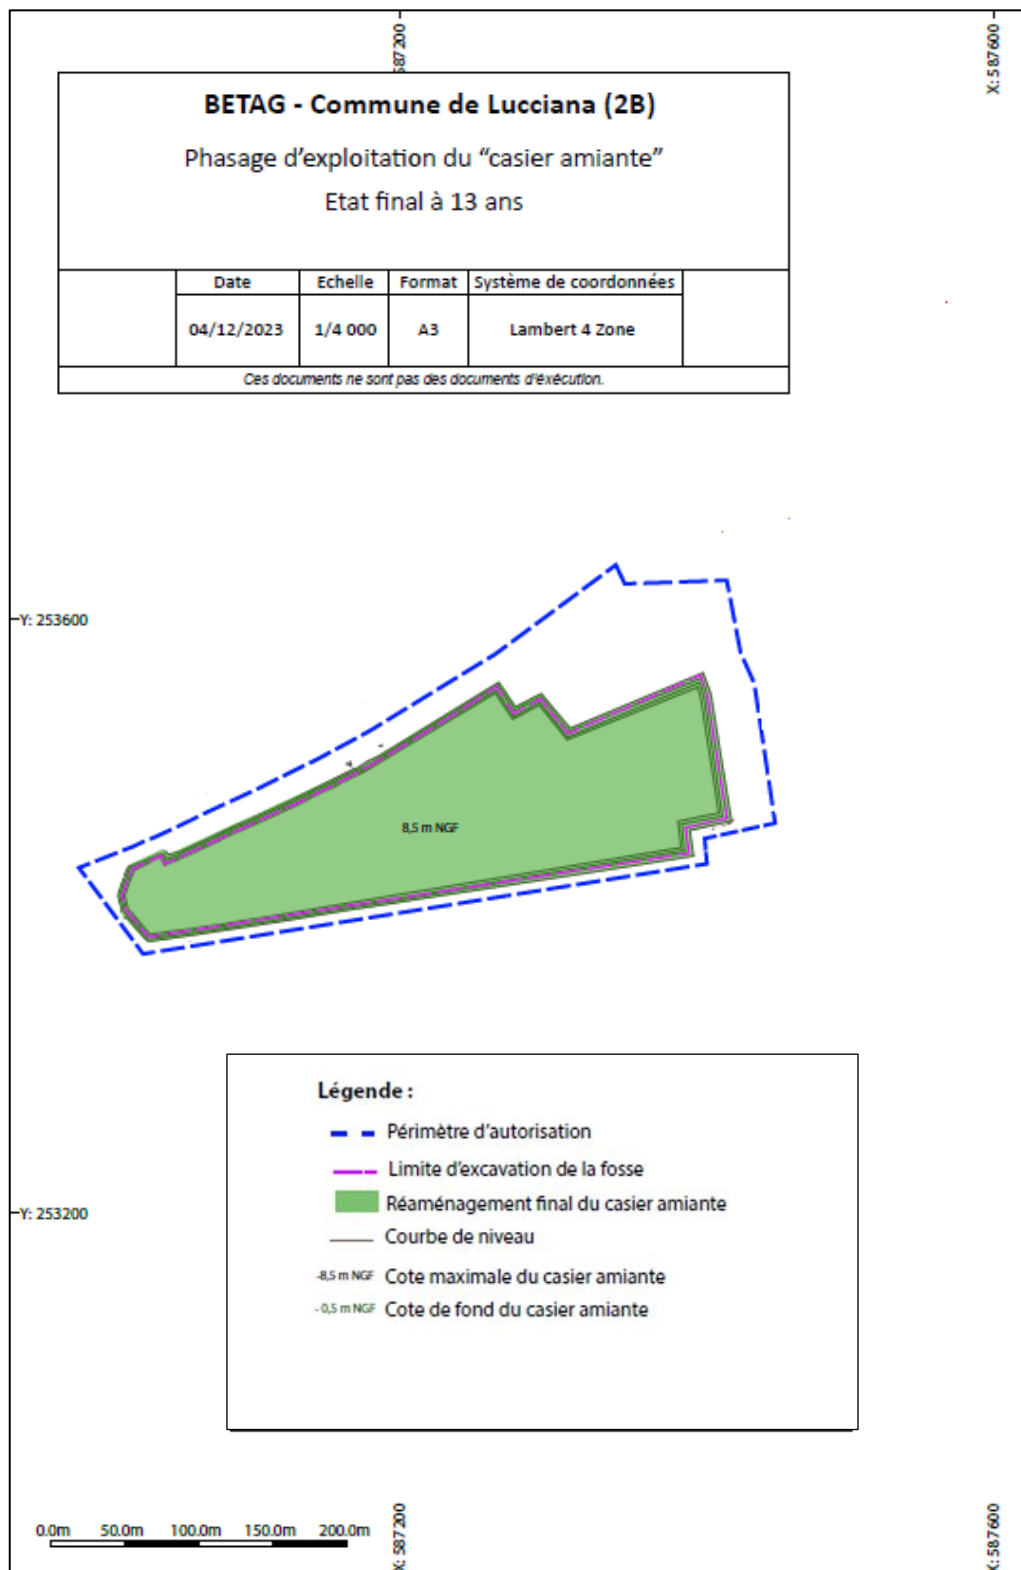 X: 587200
X: 587600
BETAG - Commune de Lucciana (2B)
Phasage d'exploitation du "casier amiante"
Etat final à 13 ans
Date Echelle Format Système de coordonnées
04/12/2023 1/4 000 A3 Lambert 4 Zone
Ces documents ne sont pas des documents d'éxécution.
Y: 253600
8,5 m NGF
Légende :
Périmètre d'autorisation
Limite d'excavation de la fosse
Réaménagement final du casier amiante
Y: 253200
Courbe de niveau
-8,5 m NGF Cote maximale du casier amiante
- 0,5 m NGF Cote de fond du casier amiante
0.0m 50.0m 100.0m 150.0m 200.0m
X: 587200
X: 587600